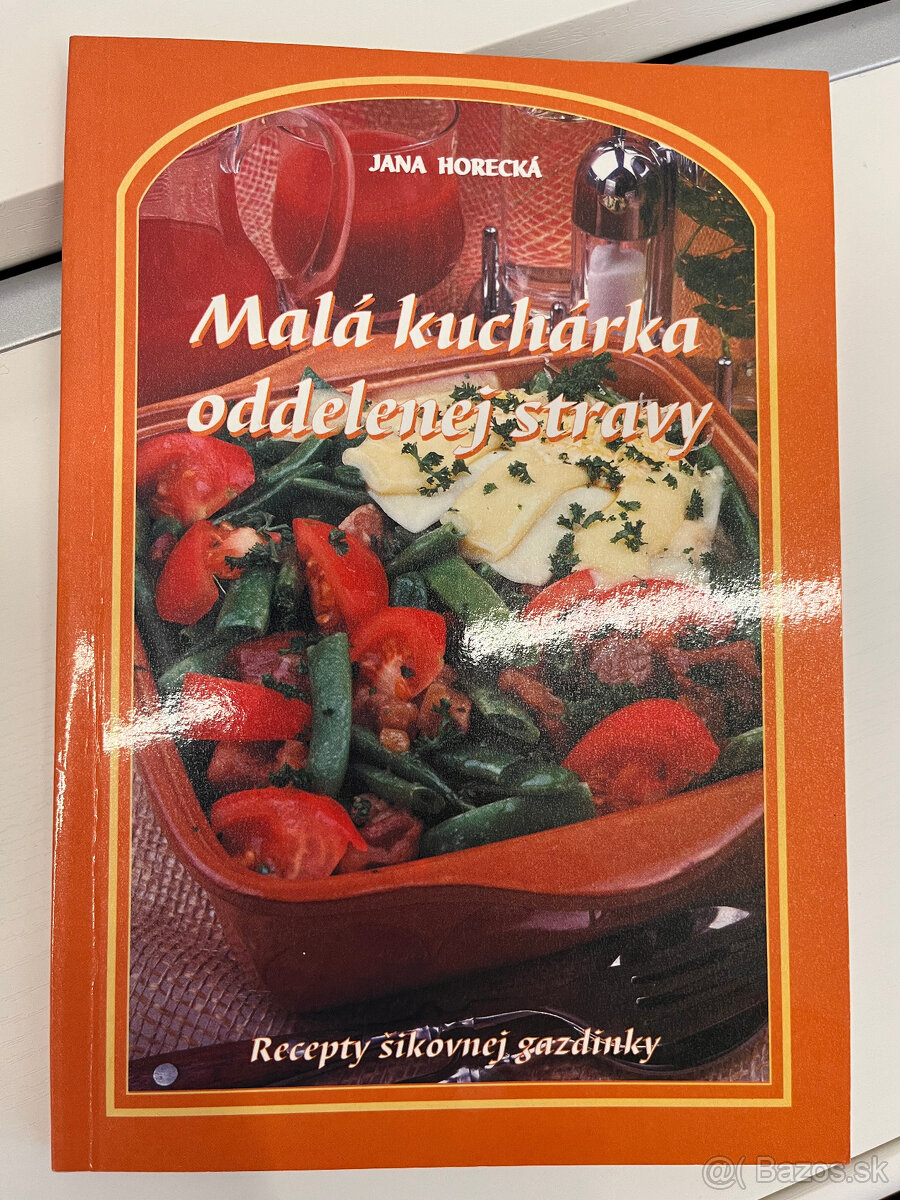 JANA HORECKÁ
Malá kuchárka
oddelenej stravy
Recepty šikovnej gazdinky
@( Bazos.sk